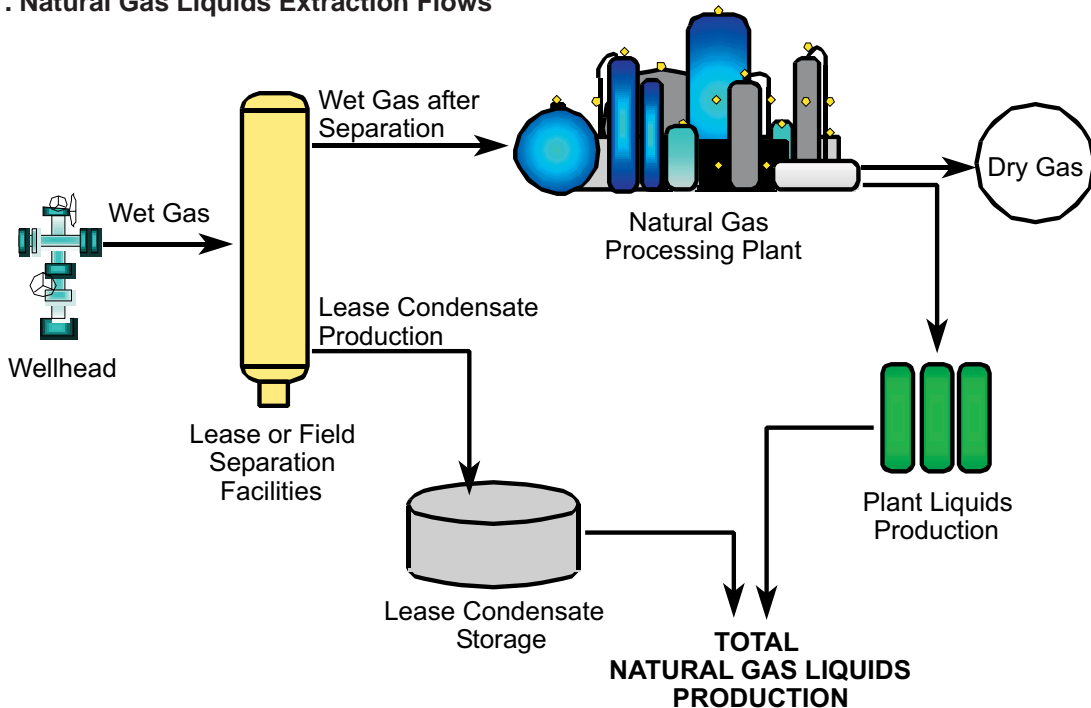 . Natural Gas Liquids Extraction Flows
Wet Gas after
Separation
Dry Gas
Wet Gas
Natural Gas
Processing Plant
Lease Condensate
Production
Wellhead
Lease or Field
Separation
Facilities
Plant Liquids
Production
Lease Condensate
Storage
TOTAL
NATURAL GAS LIQUIDS
PRODUCTION